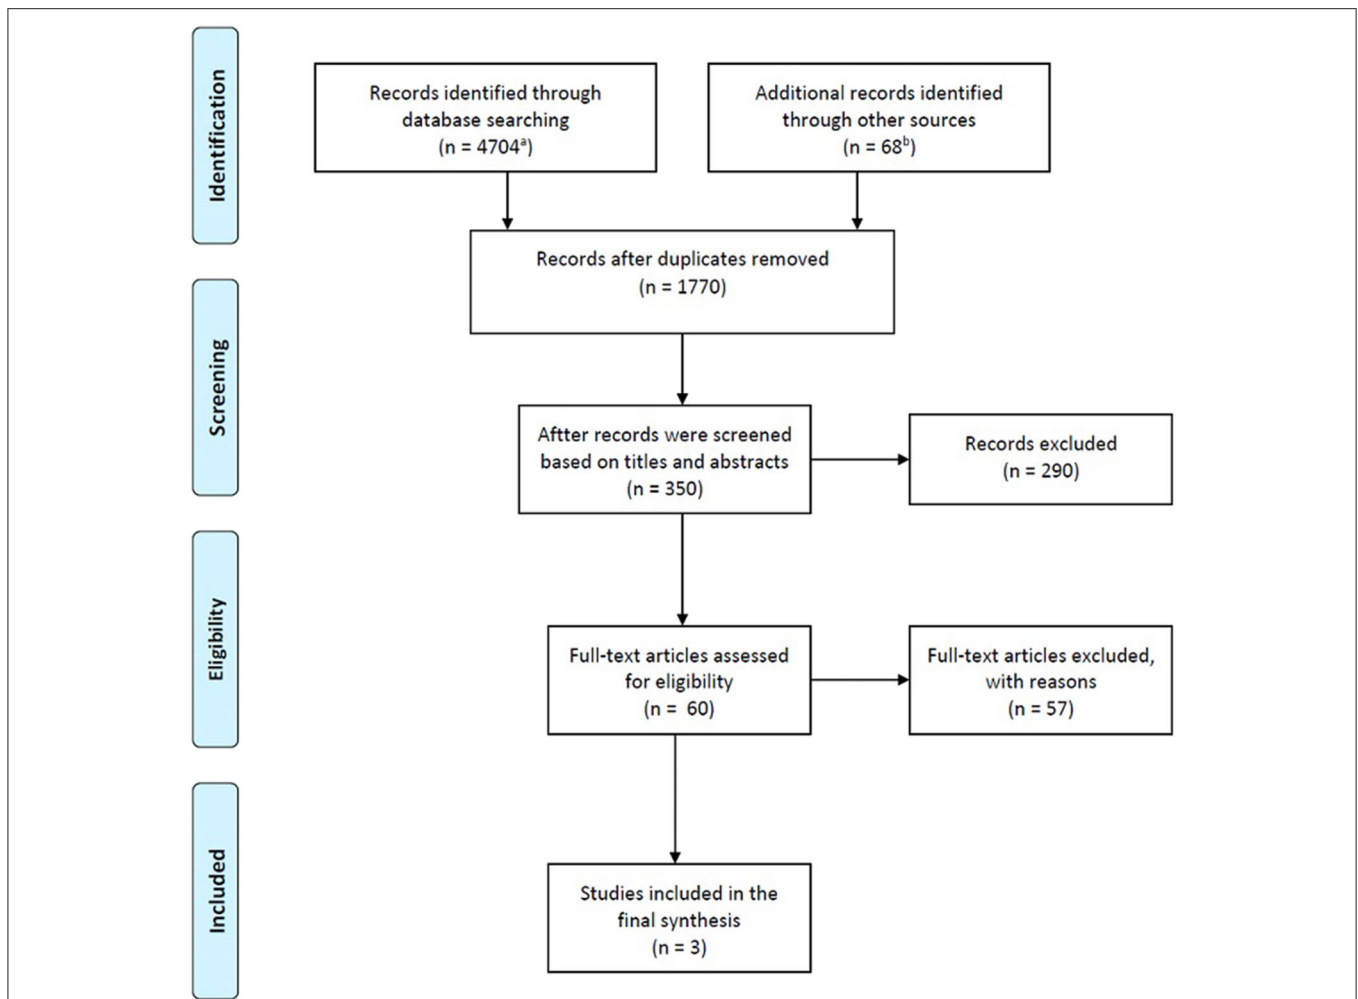 Identification
Records identified through
database searching
(n = 4704ᵃ)
Additional records identified
through other sources
(n = 68ᵇ)
Records after duplicates removed
(n = 1770)
Screening
After records were screened
based on titles and abstracts
(n = 350)
Records excluded
(n = 290)
Eligibility
Full-text articles assessed
for eligibility
(n = 60)
Full-text articles excluded,
with reasons
(n = 57)
Included
Studies included in the
final synthesis
(n = 3)